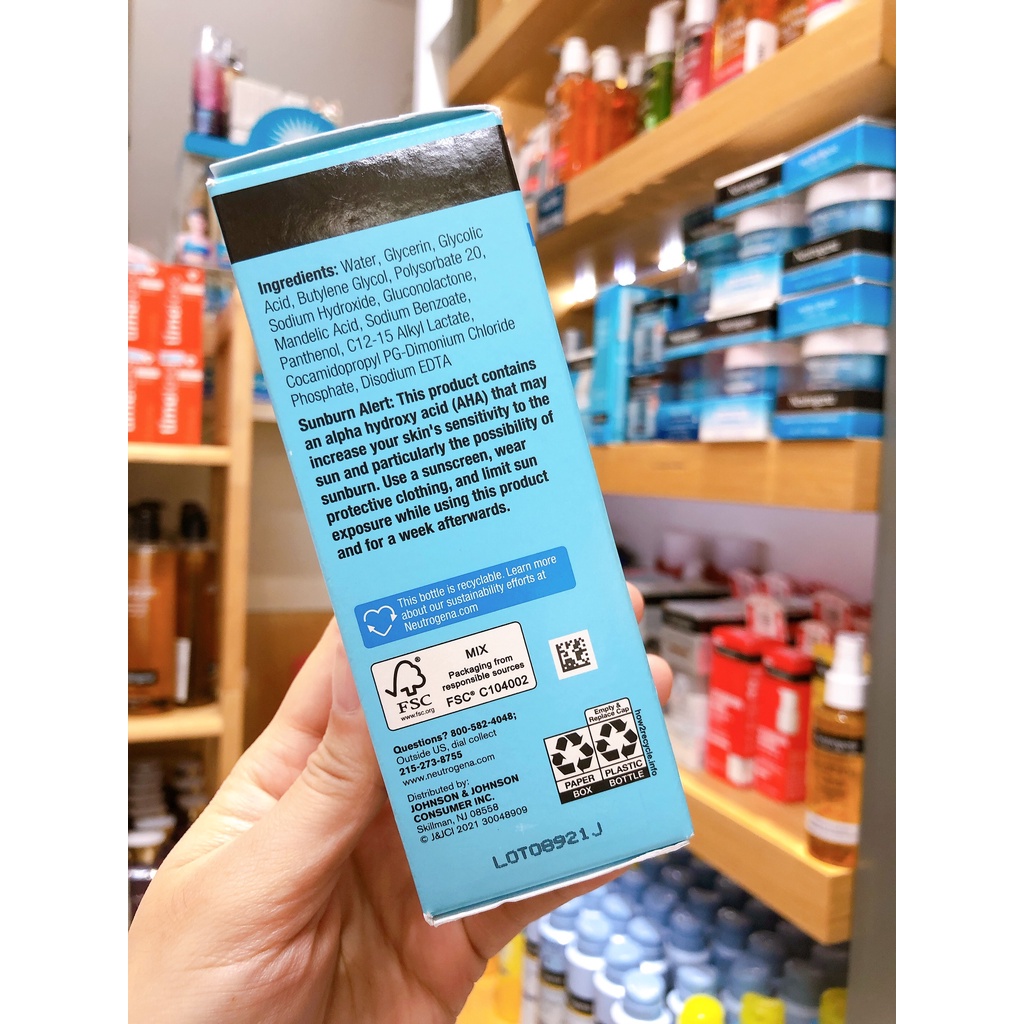 Ingredients: Water, Glycerin, Glycolic
Acid, Butylene Glycol, Polysorbate 20,
Sodium Hydroxide, Gluconolactone,
Mandelic Acid, Sodium Benzoate,
Panthenol, C12-15 Alkyl Lactate,
Cocamidopropyl PG-Dimonium Chloride
Phosphate, Disodium EDTA
Sunburn Alert: This product contains
an alpha hydroxy acid (AHA) that may
increase your skin's sensitivity to the
sun and particularly the possibility of
sunburn. Use a sunscreen, wear
protective clothing, and limit sun
exposure while using this product
and for a week afterwards.
This bottle is recyclable. Learn more
about our sustainability efforts at
Neutrogena.com
FSC
www.fsc.org
MIX
Packaging from
responsible sources
FSC® C104002
Questions? 800-582-4048;
Outside US, dial collect
215-273-8755
www.neutrogena.com
Distributed by:
JOHNSON & JOHNSON
CONSUMER INC.
Skillman, NJ 08558
© J&JCI 2021 30048909
Empty &
Replace Cap
PAPER
BOX
PLASTIC
BOTTLE
how2recycle.info
LOT08921J